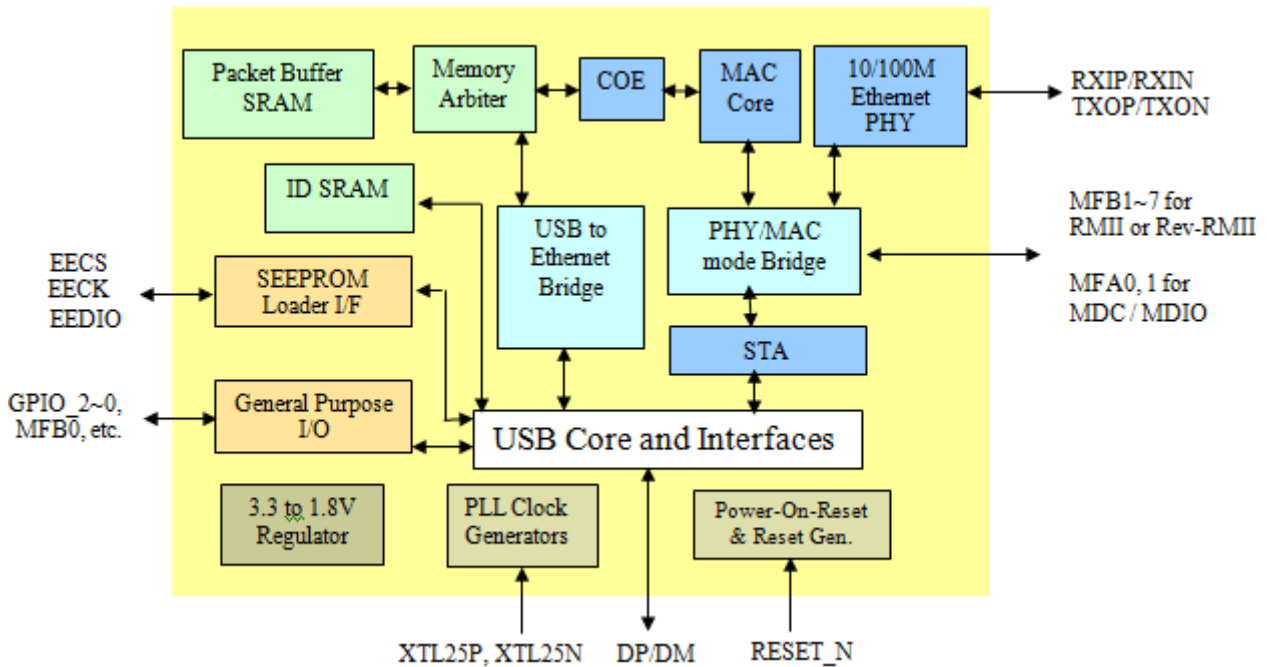 Packet Buffer
SRAM
Memory
Arbiter
COE
MAC
Core
10/100M
Ethernet
PHY
RXIP/RXIN
TXOP/TXON
ID SRAM
USB to
Ethernet
Bridge
PHY/MAC
mode Bridge
MFB1~7 for
RMII or Rev-RMII
MFA0, 1 for
MDC / MDIO
EECS
EECK
EEDIO
SEEPROM
Loader I/F
STA
GPIO_2~0,
MFB0, etc.
General Purpose
I/O
USB Core and Interfaces
3.3 to 1.8V
Regulator
PLL Clock
Generators
Power-On-Reset
& Reset Gen.
XTL25P, XTL25N
DP/DM
RESET_N